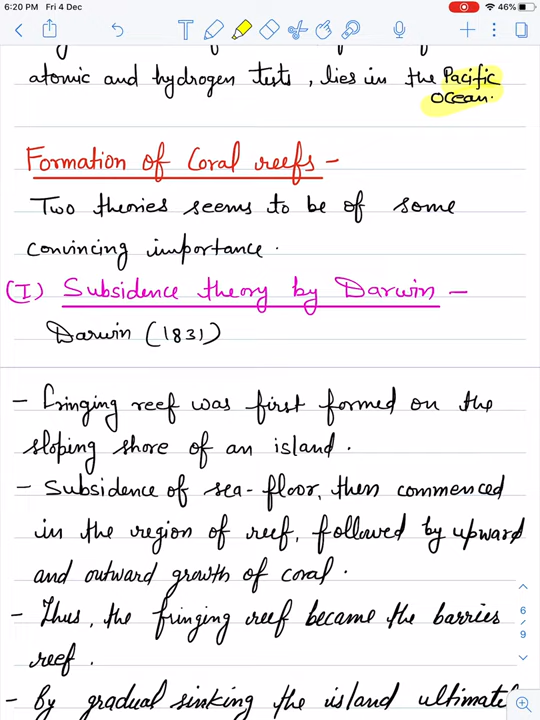 6:20 PM Fri 4 Dec
46%
atomic and hydrogen tests, lies in the Pacific
Ocean.
Formation of Coral reefs -
Two theories seems to be of some
convincing importance.
(I) Subsidence theory by Darwin -
Darwin (1831)
- Fringing reef was first formed on the
sloping shore of an island.
- Subsidence of sea-floor, then commenced
in the region of reef, followed by upward
and outward growth of coral.
- Thus, the fringing reef became the barries
reef.
6
/
9
- By gradual sinking the island ultimatel